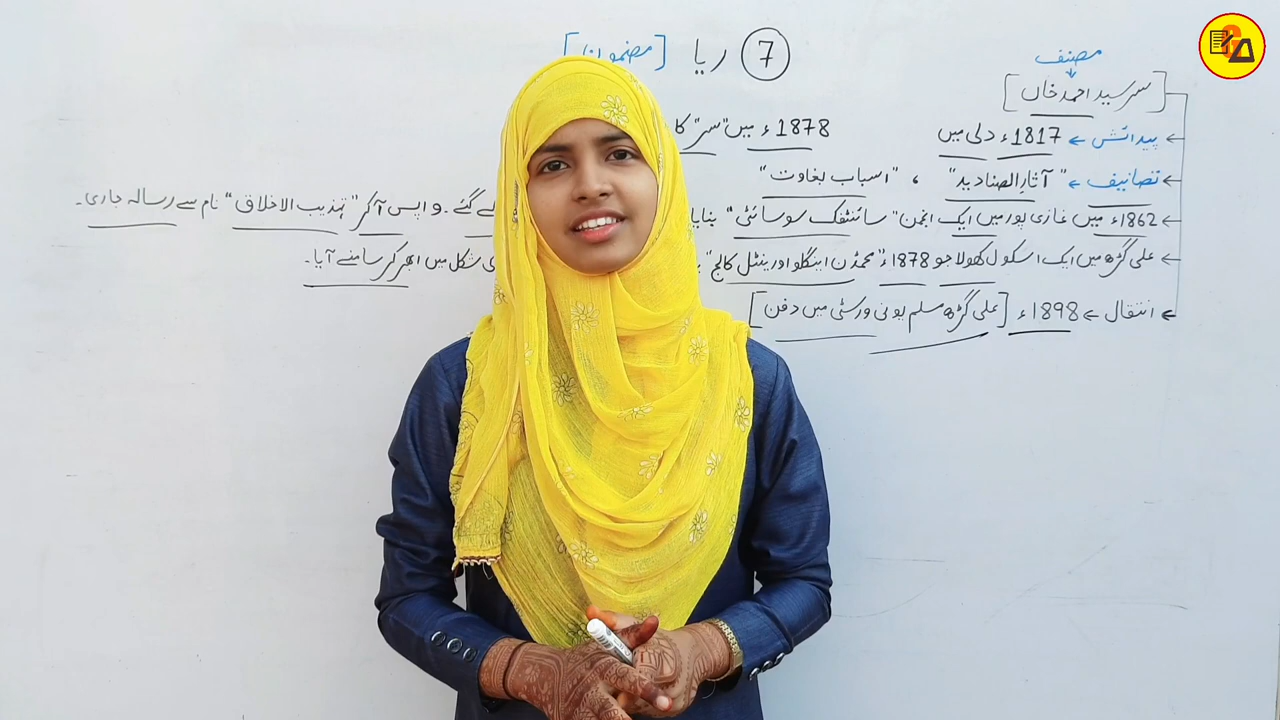 7 ریا [مضمون]
مصنف
[سرسید احمد خاں]
پیدائش ← 1817ء دلی میں
1878ء میں "سر" کا
تصانیف ← "آثار الصنادید" ، "اسباب بغاوت"
1862ء میں غازی پور میں ایک انجمن "سائنٹفک سوسائٹی" بنایا گئے۔ واپس آکر "تہذیب الاخلاق" نام سے رسالہ جاری۔
علی گڑھ میں ایک اسکول کھولا جو 1878ء "محمڈن اینگلو اورینٹل کالج" شکل میں ابھر کر سامنے آیا۔
انتقال ← 1898ء [علی گڑھ مسلم یونی ورسٹی میں دفن]